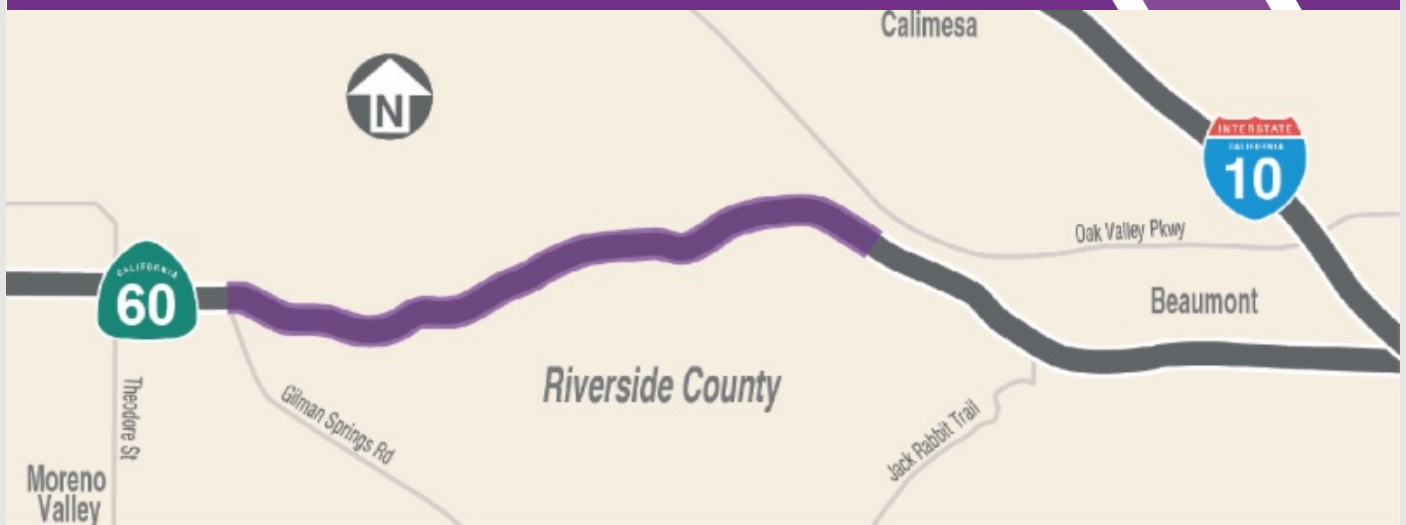 Calimesa
N
INTERSTATE
CALIFORNIA
10
Oak Valley Pkwy
CALIFORNIA
60
Beaumont
Riverside County
Theodore St
Gilman Springs Rd
Jack Rabbit Trail
Moreno
Valley